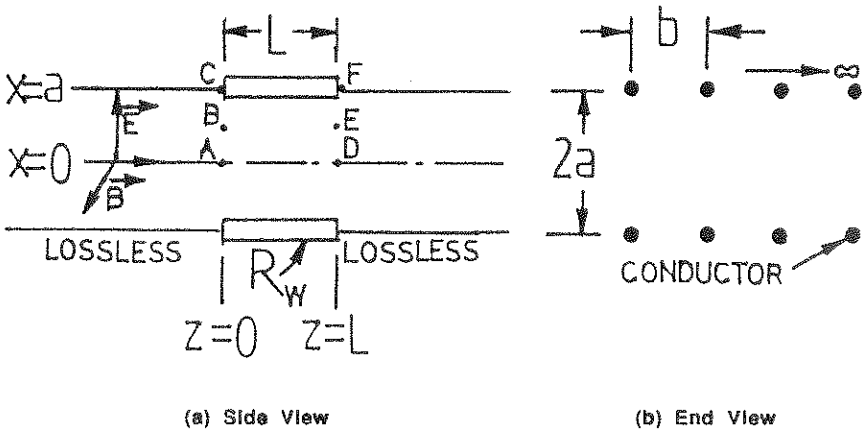 L
C
F
X=a
E
B
E
X=0
A
D
B
LOSSLESS
R_W
LOSSLESS
Z=0
Z=L
(a) Side View
b
∞
2a
CONDUCTOR
(b) End View